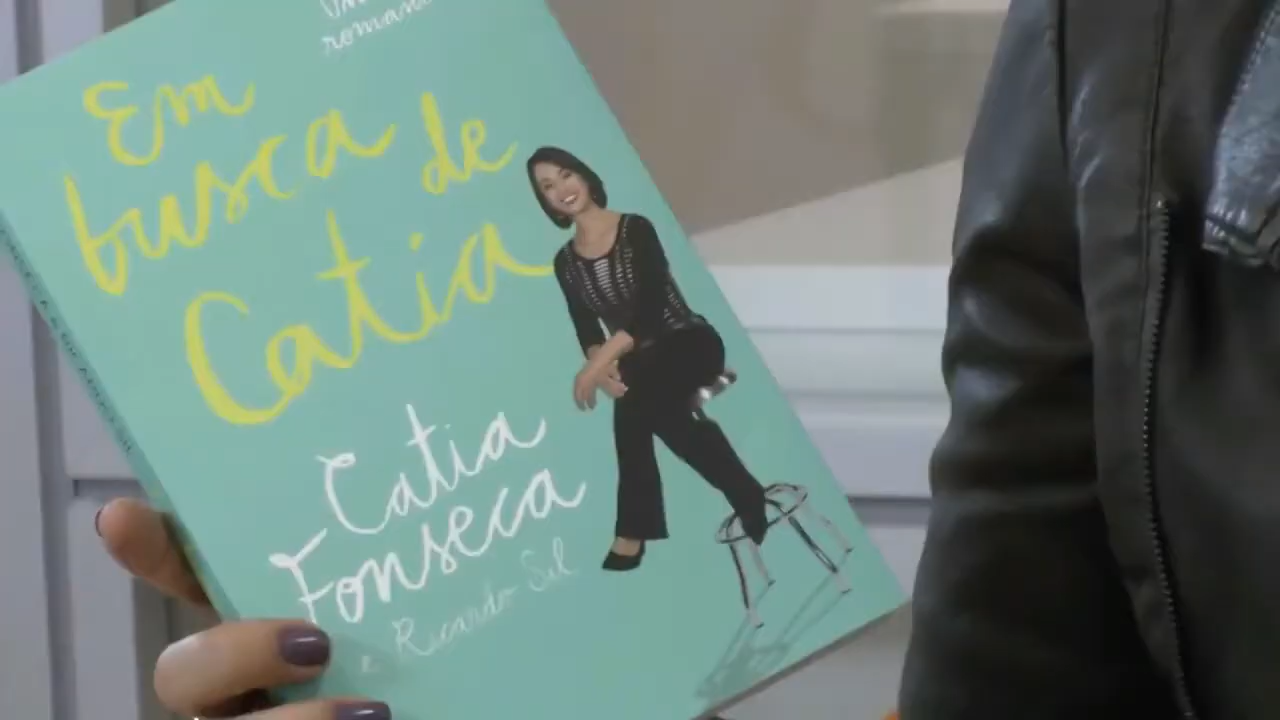 romance
Em
busca de
Catia
Catia
Fonseca
e Ricardo Sil